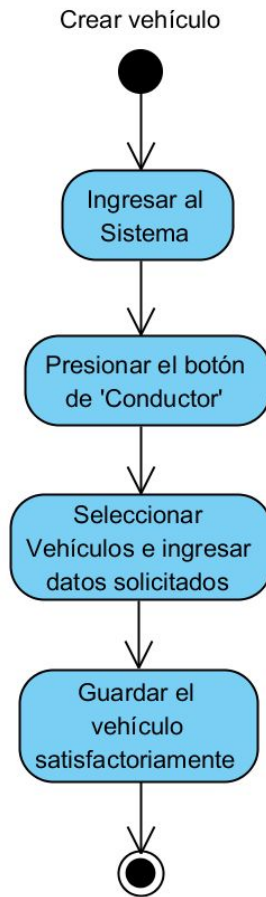 Crear vehículo
Ingresar al
Sistema
Presionar el botón
de 'Conductor'
Seleccionar
Vehículos e ingresar
datos solicitados
Guardar el
vehículo
satisfactoriamente